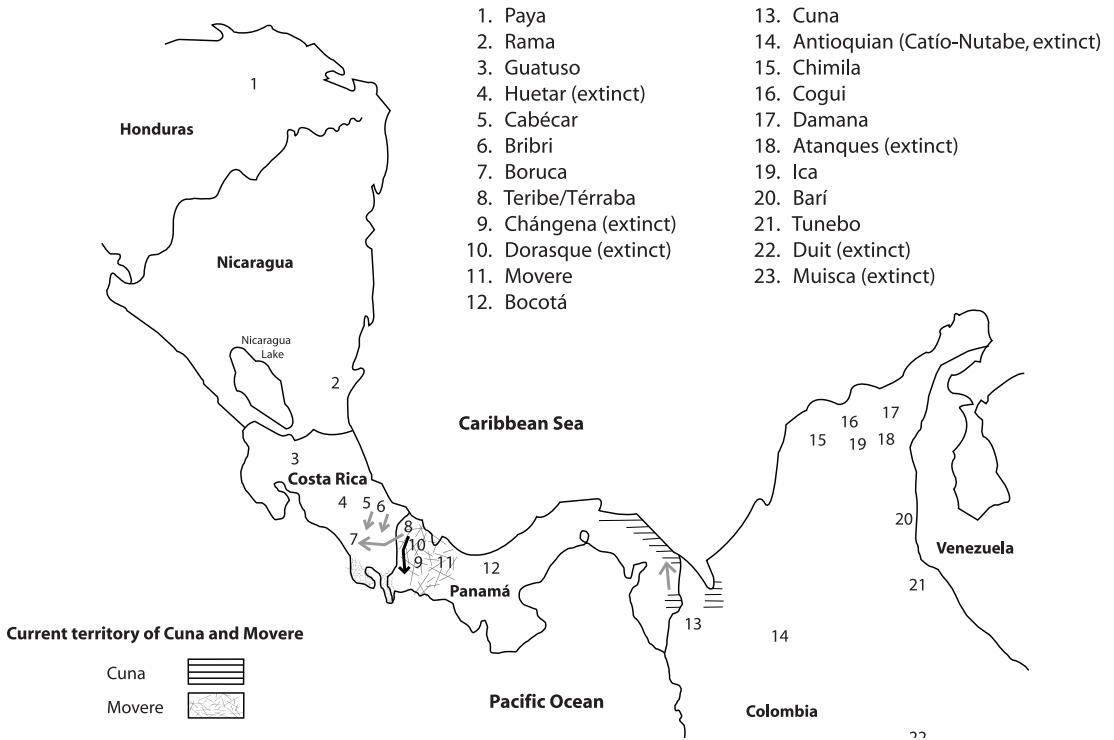 1. Paya
2. Rama
3. Guatuso
4. Huetar (extinct)
5. Cabécar
6. Bribri
7. Boruca
8. Teribe/Térraba
9. Chángena (extinct)
10. Dorasque (extinct)
11. Movere
12. Bocotá
13. Cuna
14. Antioquian (Catío-Nutabe, extinct)
15. Chimila
16. Cogui
17. Damana
18. Atanques (extinct)
19. Ica
20. Barí
21. Tunebo
22. Duit (extinct)
23. Muisca (extinct)
1
Honduras
Nicaragua
Nicaragua
Lake
2
Caribbean Sea
3
Costa Rica
4
5
6
7
8
10
9
11
12
Panamá
13
14
15
16
17
19
18
20
Venezuela
21
Current territory of Cuna and Movere
Cuna
Movere
Pacific Ocean
Colombia
22